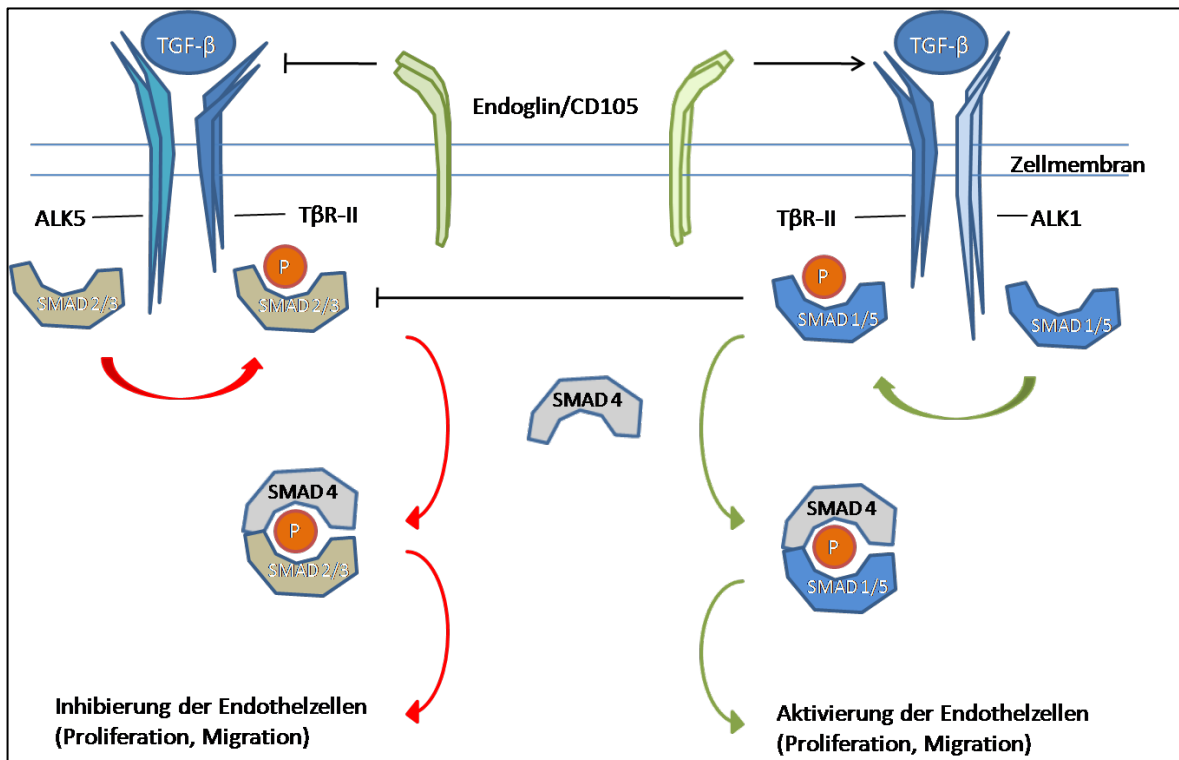 TGF-β
TGF-β
Endoglin/CD105
Zellmembran
ALK5
TβR-II
TβR-II
ALK1
P
P
SMAD 2/3
SMAD 2/3
SMAD 1/5
SMAD 1/5
SMAD 4
SMAD 4
P
SMAD 2/3
SMAD 4
P
SMAD 1/5
Inhibierung der Endothelzellen
(Proliferation, Migration)
Aktivierung der Endothelzellen
(Proliferation, Migration)